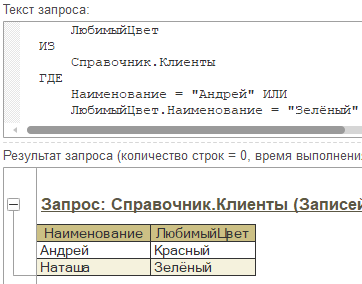 Текст запроса:
ЛюбимыйЦвет
ИЗ
Справочник.Клиенты
ГДЕ
Наименование = "Андрей" ИЛИ
ЛюбимыйЦвет.Наименование = "Зелёный"
Результат запроса (количество строк = 0, время выполнени
Запрос: Справочник.Клиенты (Записей
Наименование ЛюбимыйЦвет
Андрей Красный
Наташа Зелёный